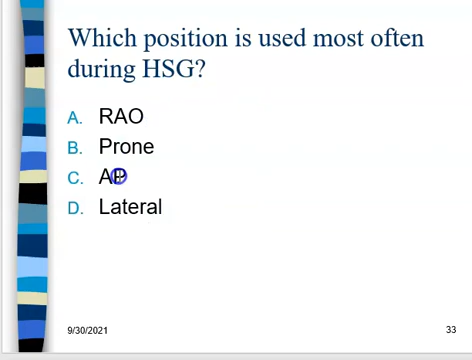 Which position is used most often
during HSG?
A. RAO
B. Prone
C. AP
D. Lateral
9/30/2021
33